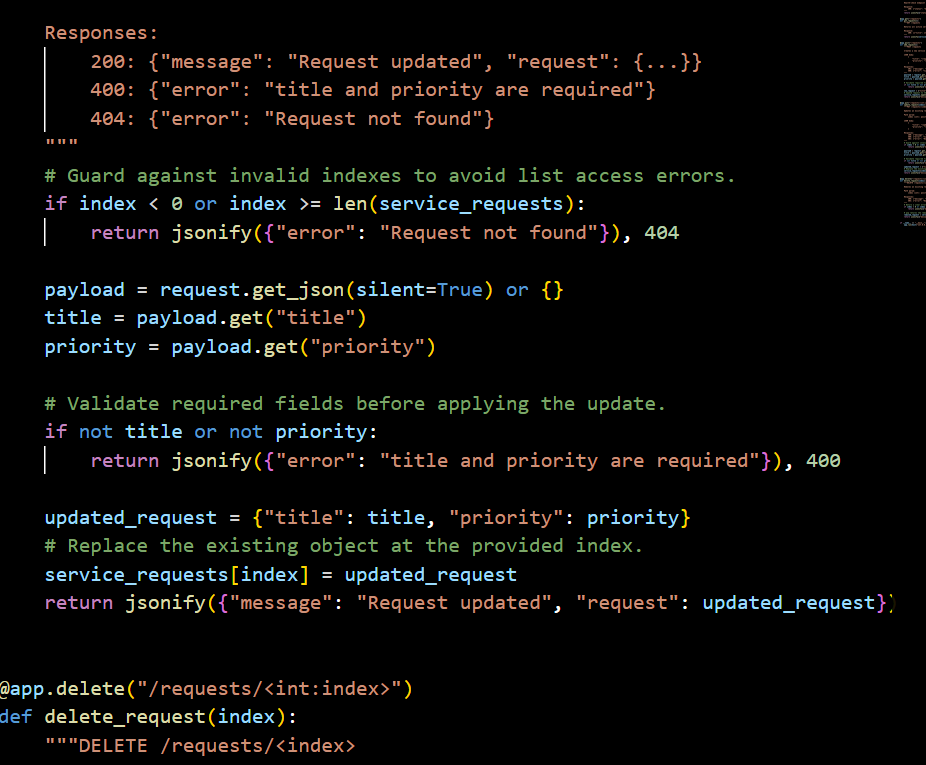 Responses:
    200: {"message": "Request updated", "request": {...}}
    400: {"error": "title and priority are required"}
    404: {"error": "Request not found"}
"""
# Guard against invalid indexes to avoid list access errors.
if index < 0 or index >= len(service_requests):
    return jsonify({"error": "Request not found"}), 404

payload = request.get_json(silent=True) or {}
title = payload.get("title")
priority = payload.get("priority")

# Validate required fields before applying the update.
if not title or not priority:
    return jsonify({"error": "title and priority are required"}), 400

updated_request = {"title": title, "priority": priority}
# Replace the existing object at the provided index.
service_requests[index] = updated_request
return jsonify({"message": "Request updated", "request": updated_request})

@app.delete("/requests/<int:index>")
def delete_request(index):
    """DELETE /requests/<index>